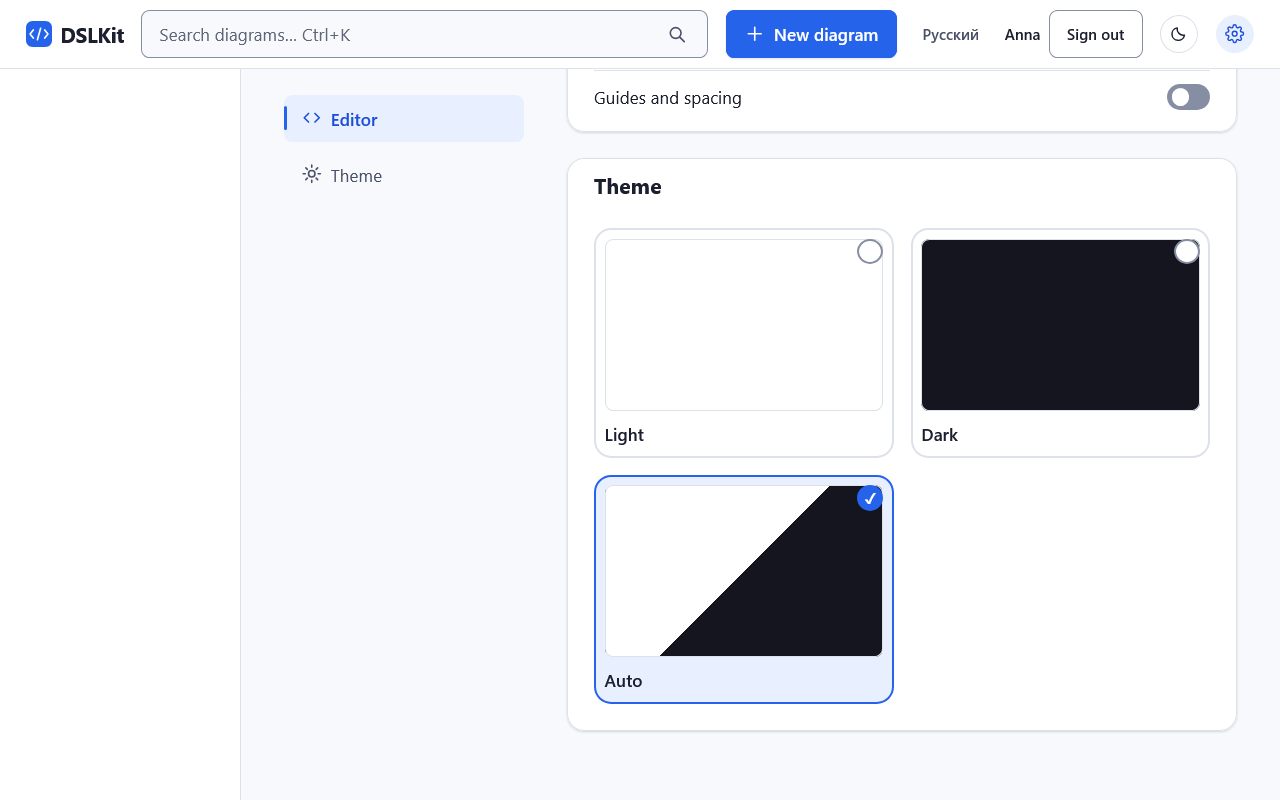 DSLKit
Search diagrams... Ctrl+K
New diagram
Русский
Anna
Sign out
Editor
Theme
Guides and spacing
Theme
Light
Dark
Auto